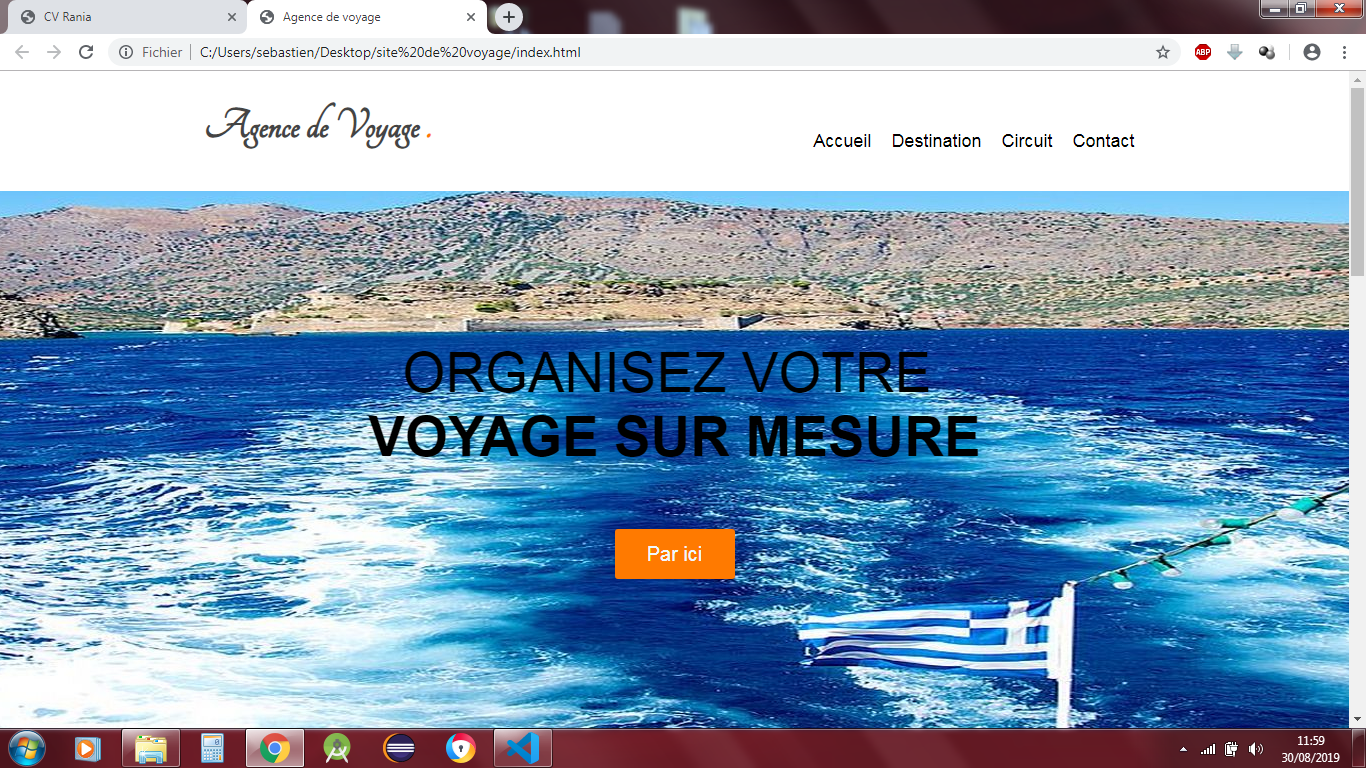 CV Rania
Agence de voyage
Fichier
C:/Users/sebastien/Desktop/site%20de%20voyage/index.html
ABP
Agence de Voyage .
Accueil Destination Circuit Contact
ORGANISEZ VOTRE
VOYAGE SUR MESURE
Par ici
11:59
30/08/2019